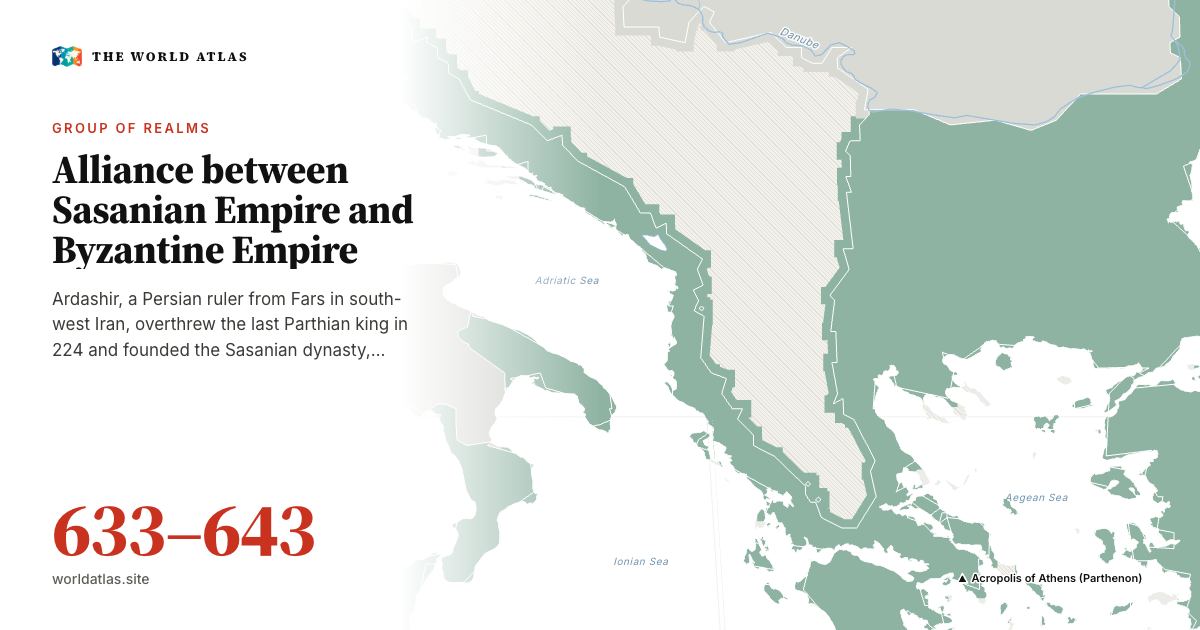 THE WORLD ATLAS
GROUP OF REALMS
Alliance between
Sasanian Empire and
Byzantine Empire
Ardashir, a Persian ruler from Fars in south-
west Iran, overthrew the last Parthian king in
224 and founded the Sasanian dynasty,...
633–643
worldatlas.site
Danube
Adriatic Sea
Aegean Sea
Ionian Sea
▲ Acropolis of Athens (Parthenon)